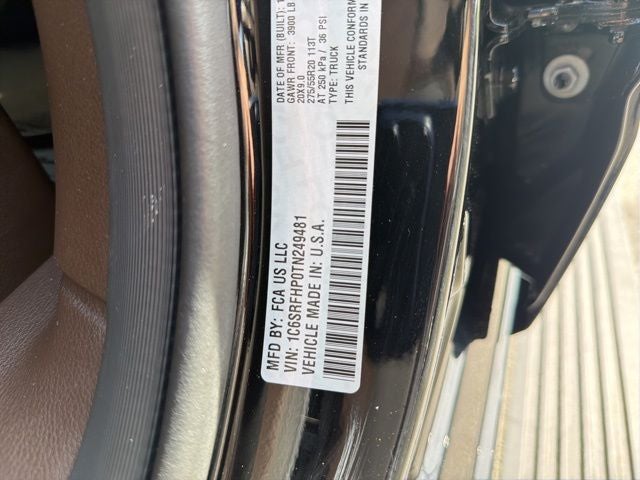 MFD BY: FCA US LLC
DATE OF MFR (BUILT):
GAWR FRONT: 3900 LB
20X9.0
275/55R20 113T
AT 250 kPa / 36 PSI
TYPE: TRUCK
VIN: 1C6SRFHP0TN249481
VEHICLE MADE IN: U.S.A.
THIS VEHICLE CONFORM
STANDARDS IN